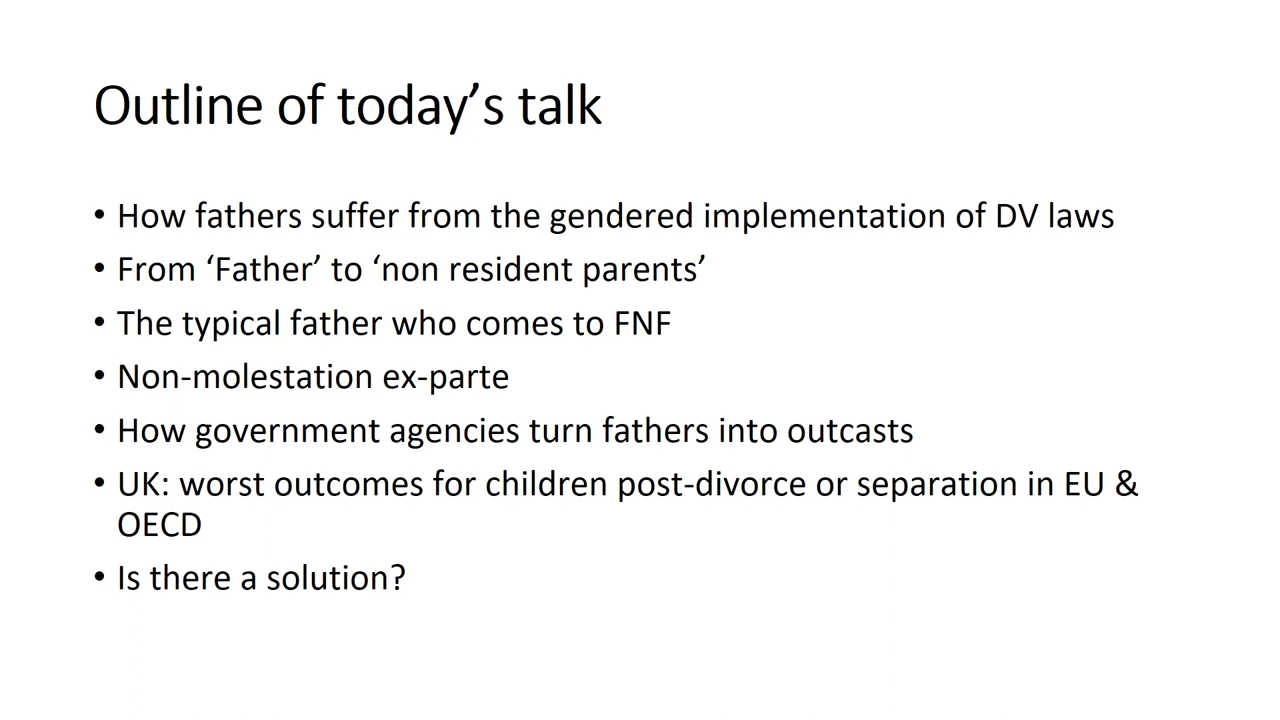 Outline of today’s talk
• How fathers suffer from the gendered implementation of DV laws
• From ‘Father’ to ‘non resident parents’
• The typical father who comes to FNF
• Non-molestation ex-parte
• How government agencies turn fathers into outcasts
• UK: worst outcomes for children post-divorce or separation in EU &
OECD
• Is there a solution?